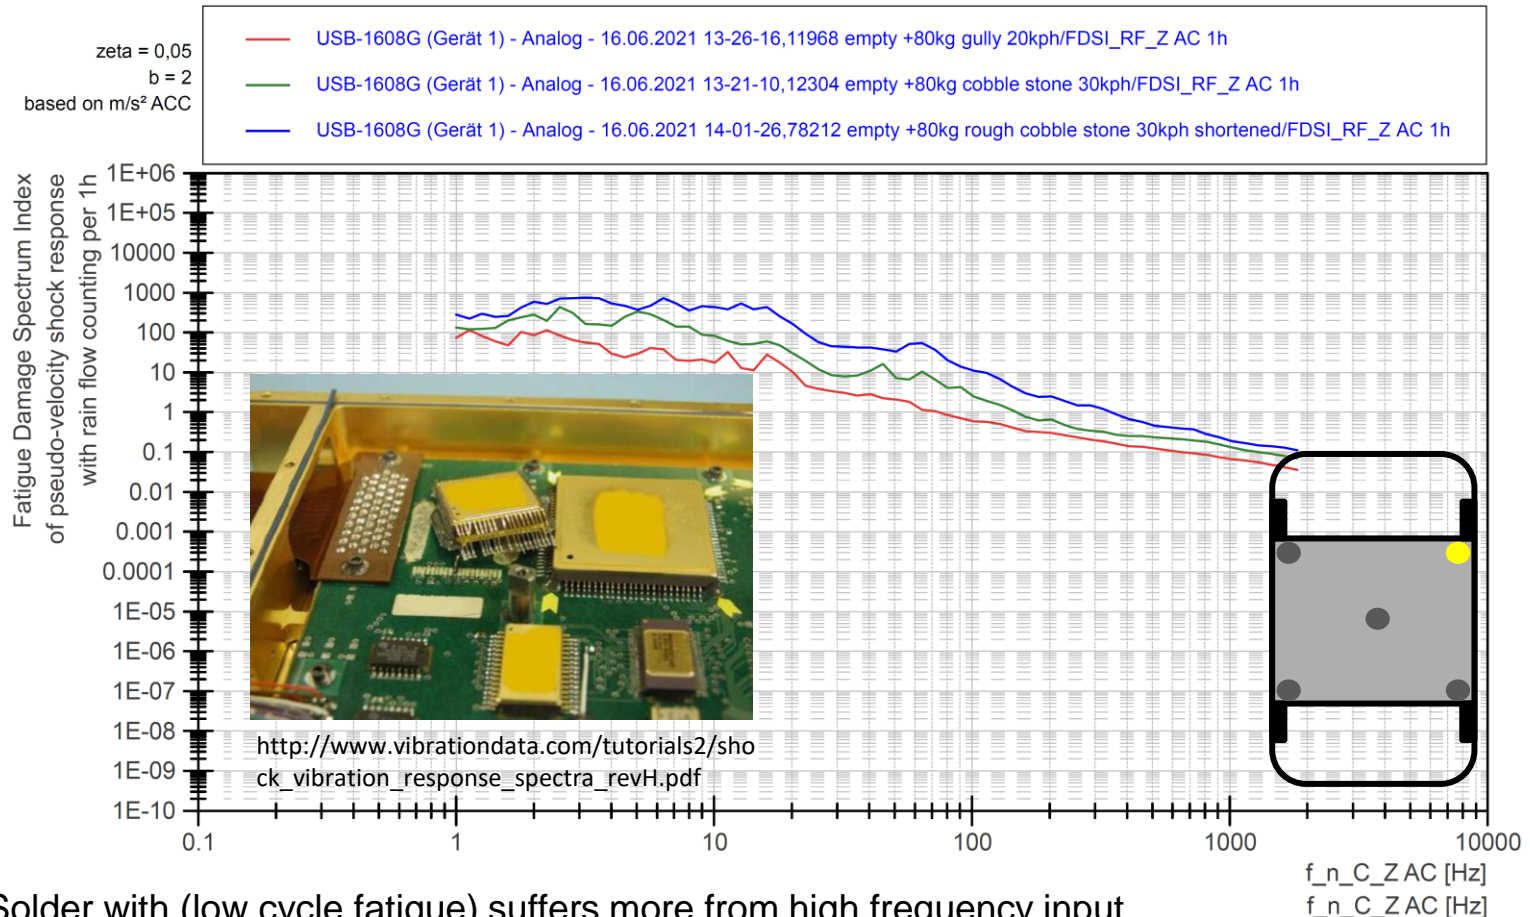 zeta = 0,05
b = 2
based on m/s² ACC
USB-1608G (Gerät 1) - Analog - 16.06.2021 13-26-16,11968 empty +80kg gully 20kph/FDSI_RF_Z AC 1h
USB-1608G (Gerät 1) - Analog - 16.06.2021 13-21-10,12304 empty +80kg cobble stone 30kph/FDSI_RF_Z AC 1h
USB-1608G (Gerät 1) - Analog - 16.06.2021 14-01-26,78212 empty +80kg rough cobble stone 30kph shortened/FDSI_RF_Z AC 1h
Fatigue Damage Spectrum Index
of pseudo-velocity shock response
with rain flow counting per 1h
1E+06
1E+05
10000
1000
100
10
1
0.1
0.01
0.001
0.0001
1E-05
1E-06
1E-07
1E-08
1E-09
1E-10
http://www.vibrationdata.com/tutorials2/sho
ck_vibration_response_spectra_revH.pdf
0.1 1 10 100 1000 10000
f_n_C_Z AC [Hz]
f_n_C_Z AC [Hz]
Solder with (low cycle fatigue) suffers more from high frequency input